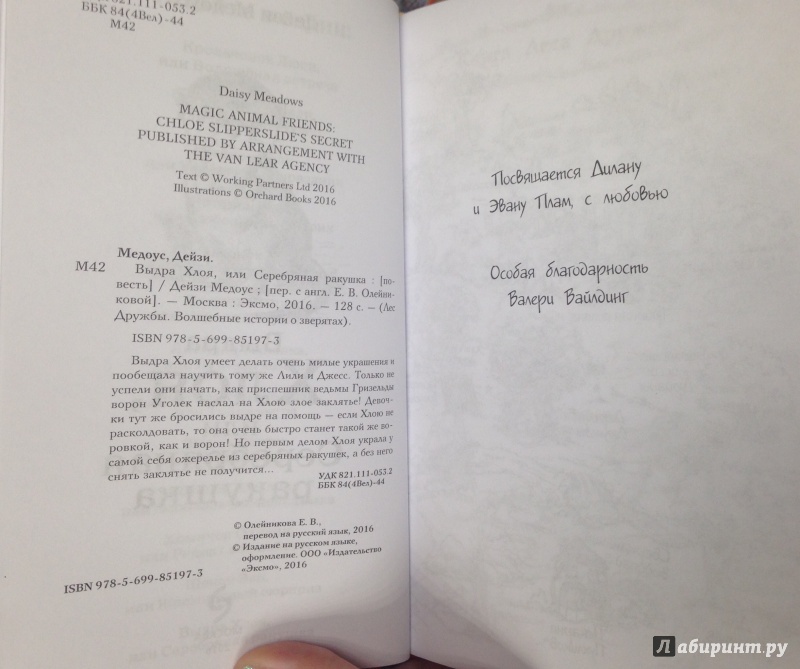 821.111-053.2
ББК 84(4Вел)-44
М42
Daisy Meadows
MAGIC ANIMAL FRIENDS:
CHLOE SLIPPERSLIDE'S SECRET
PUBLISHED BY ARRANGEMENT WITH
THE VAN LEAR AGENCY
Text © Working Partners Ltd 2016
Illustrations © Orchard Books 2016
Медоус, Дейзи.
М42
Выдра Хлоя, или Серебряная ракушка : [по-
весть] / Дейзи Медоус ; [пер. с англ. Е. В. Олейни-
ковой]. — Москва : Эксмо, 2016. — 128 с. — (Лес
Дружбы. Волшебные истории о зверятах).
ISBN 978-5-699-85197-3
Выдра Хлоя умеет делать очень милые украшения и
пообещала научить тому же Лили и Джесс. Только не
успели они начать, как приспешник ведьмы Гризельды
ворон Уголек наслал на Хлою злое заклятье! Девоч-
ки тут же бросились выдре на помощь — если Хлою не
расколдовать, то она очень быстро станет такой же во-
ровкой, как и ворон! Но первым делом Хлоя украла у
самой себя ожерелье из серебряных ракушек, а без него
снять заклятье не получится...
УДК 821.111-053.2
ББК 84(4Вел)-44
© Олейникова Е. В.,
перевод на русский язык, 2016
© Издание на русском языке,
оформление. ООО «Издательство
«Эксмо», 2016
ISBN 978-5-699-85197-3
Посвящается Дилану
и Эвану Плам, с любовью
Особая благодарность
Валери Вайлдинг
Лабиринт.ру